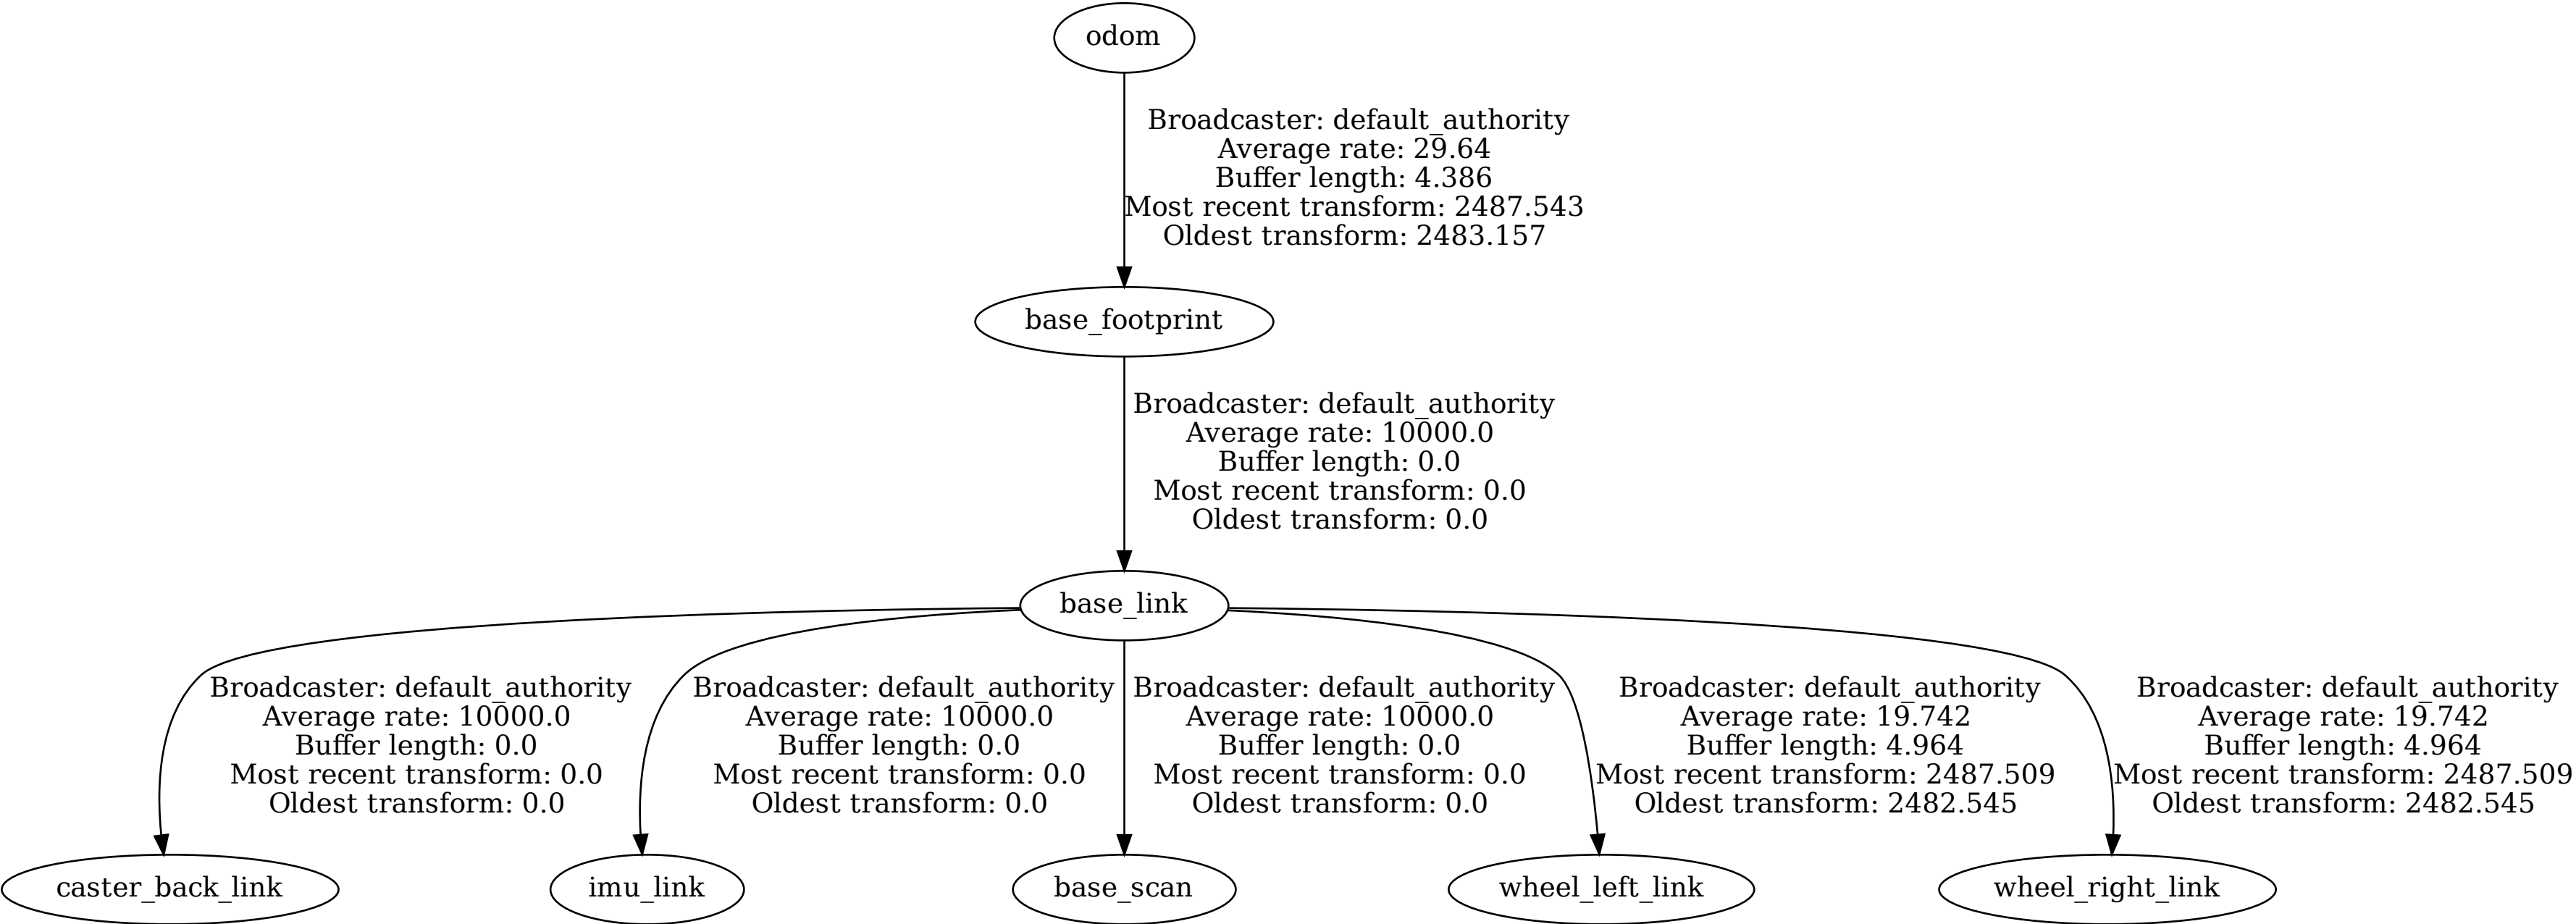 odom
Broadcaster: default_authority
Average rate: 29.64
Buffer length: 4.386
Most recent transform: 2487.543
Oldest transform: 2483.157
base_footprint
Broadcaster: default_authority
Average rate: 10000.0
Buffer length: 0.0
Most recent transform: 0.0
Oldest transform: 0.0
base_link
Broadcaster: default_authority
Average rate: 10000.0
Buffer length: 0.0
Most recent transform: 0.0
Oldest transform: 0.0
Broadcaster: default_authority
Average rate: 10000.0
Buffer length: 0.0
Most recent transform: 0.0
Oldest transform: 0.0
Broadcaster: default_authority
Average rate: 10000.0
Buffer length: 0.0
Most recent transform: 0.0
Oldest transform: 0.0
Broadcaster: default_authority
Average rate: 19.742
Buffer length: 4.964
Most recent transform: 2487.509
Oldest transform: 2482.545
Broadcaster: default_authority
Average rate: 19.742
Buffer length: 4.964
Most recent transform: 2487.509
Oldest transform: 2482.545
caster_back_link
imu_link
base_scan
wheel_left_link
wheel_right_link